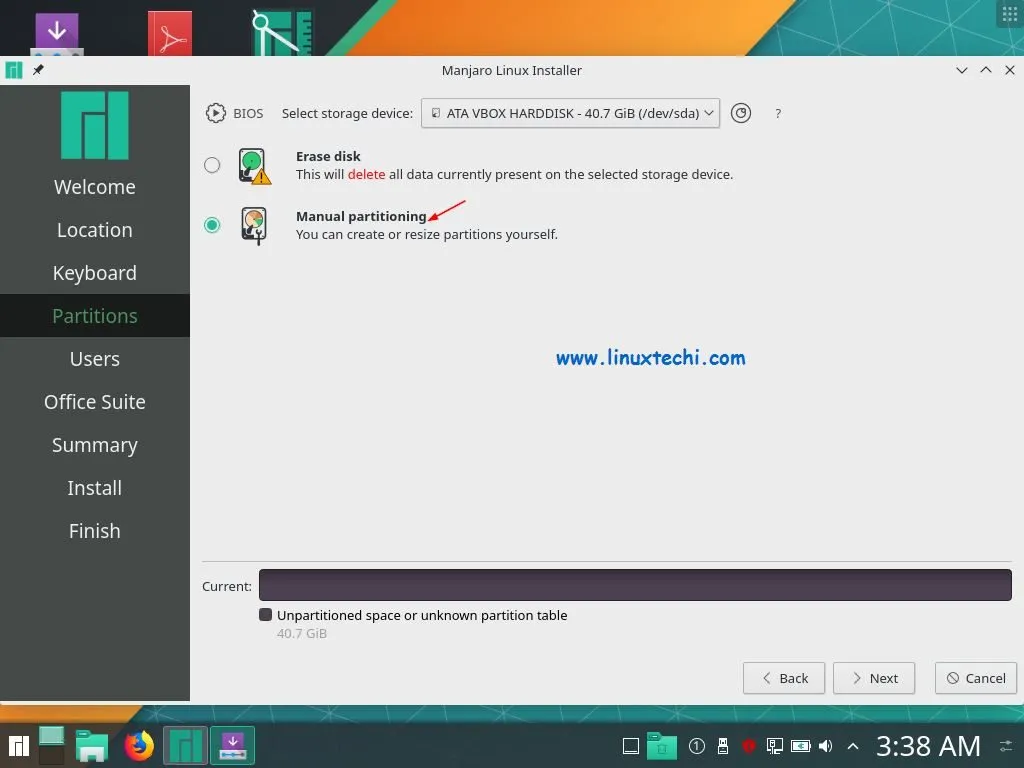 Manjaro Linux Installer
BIOS Select storage device: ATA VBOX HARDDISK - 40.7 GiB (/dev/sda) ?
Welcome
Location
Keyboard
Partitions
Users
Office Suite
Summary
Install
Finish
Erase disk
This will delete all data currently present on the selected storage device.
Manual partitioning
You can create or resize partitions yourself.
www.linuxtechi.com
Current:
Unpartitioned space or unknown partition table
40.7 GiB
Back Next Cancel
1 3:38 AM